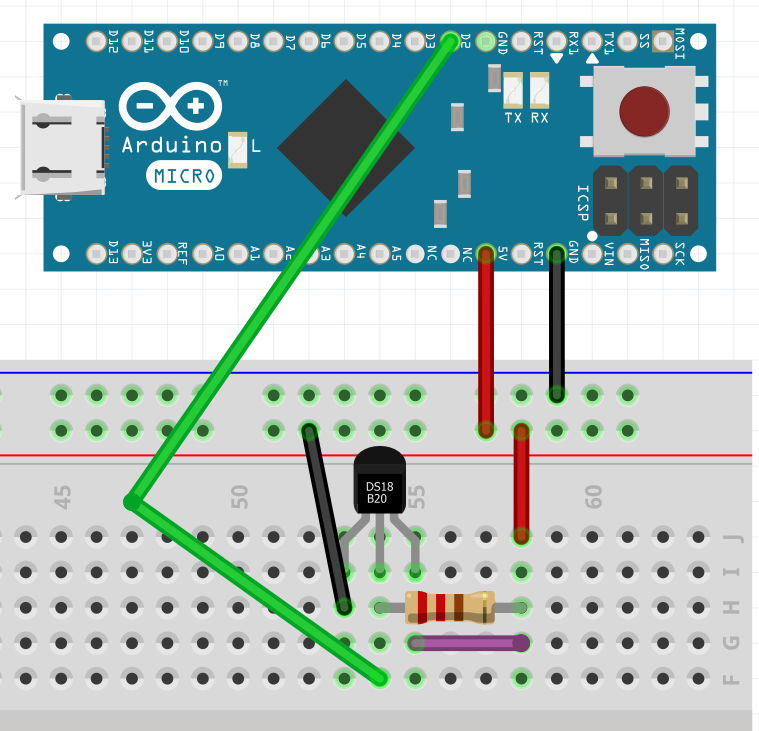 D12 D11 D10 D9 D8 D7 D6 D5 D4 D3 D2 GND RST RX1 TX1 SS MOSI
TM
TX RX
Arduino L
MICRO
ICSP
D13 3V3 REF A0 A1 A2 A3 A4 A5 NC NC 5V RST GND VIN MISO SCK
45 50 55 60
DS18
B20
J
I
H
G
F